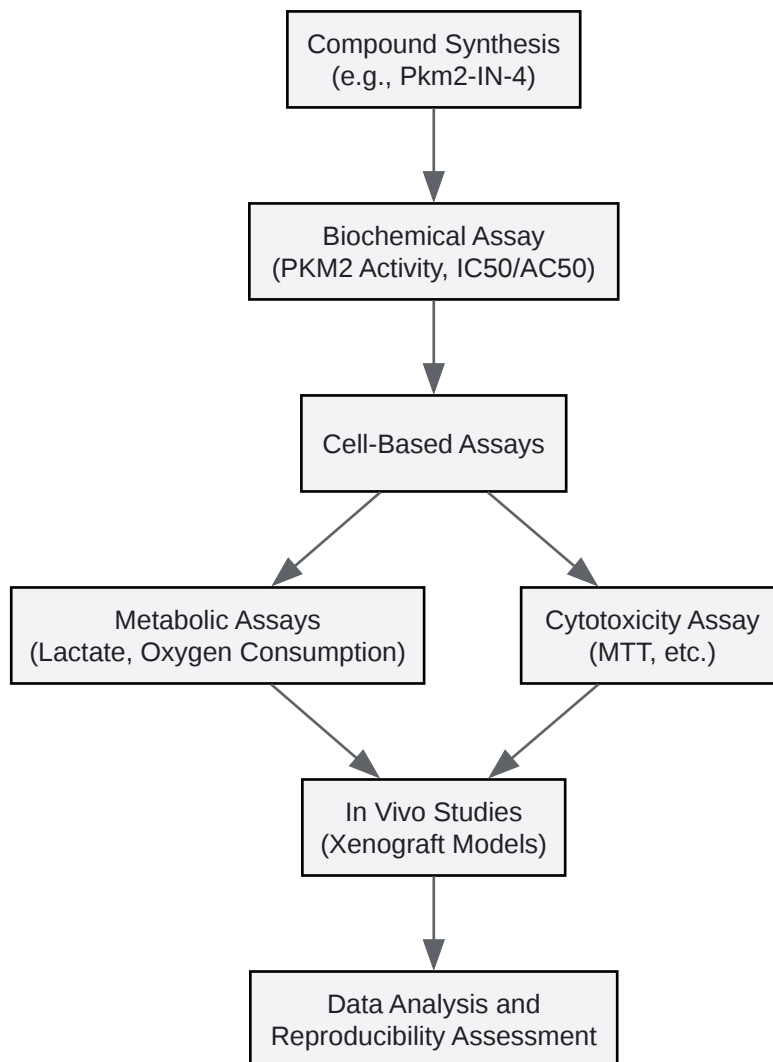 Compound Synthesis
(e.g., Pkm2-IN-4)
Biochemical Assay
(PKM2 Activity, IC50/AC50)
Cell-Based Assays
Metabolic Assays
(Lactate, Oxygen Consumption)
Cytotoxicity Assay
(MTT, etc.)
In Vivo Studies
(Xenograft Models)
Data Analysis and
Reproducibility Assessment